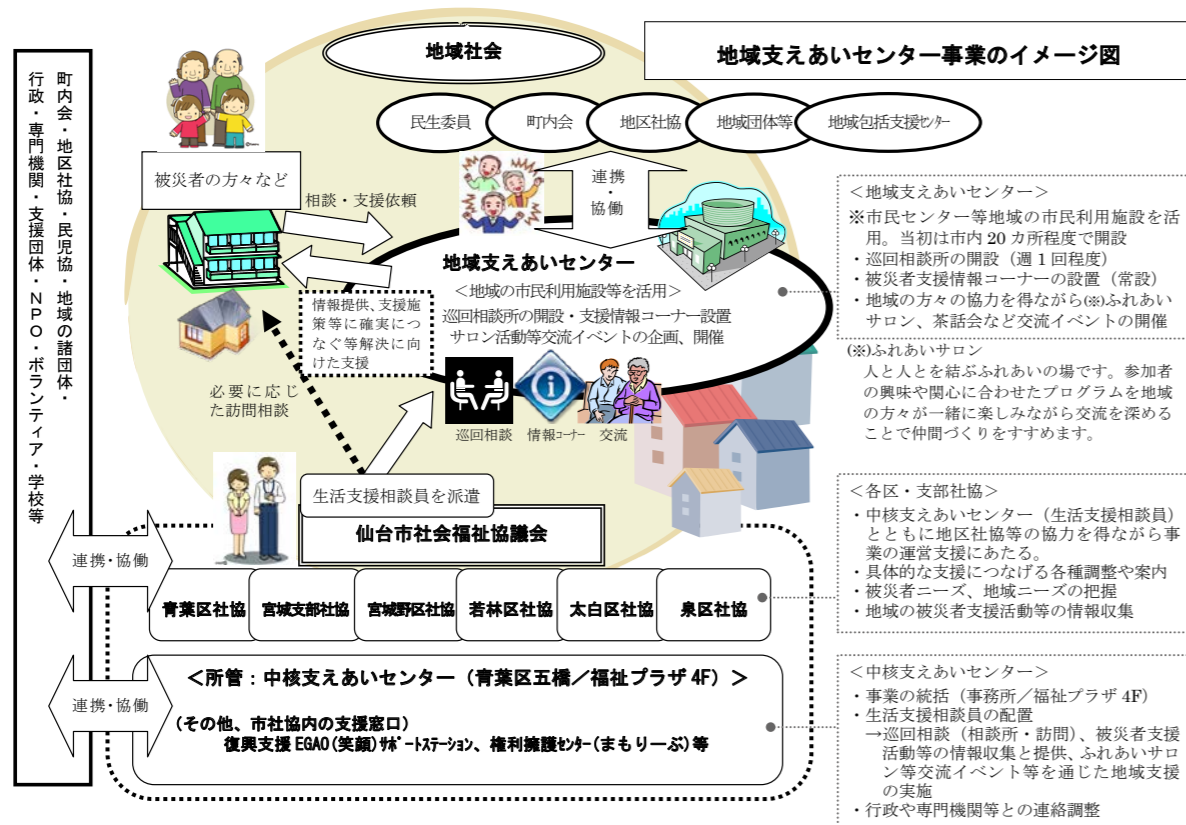 地域支えあいセンター事業のイメージ図
地域社会
民生委員
町内会
地区社協
地域団体等
地域包括支援ｾﾝﾀｰ
連携・
協働
町内会・地区社協・民児協・地域の諸団体・
行政・専門機関・支援団体・ＮＰＯ・ボランティア・学校等
被災者の方々など
相談・支援依頼
地域支えあいセンター
＜地域の市民利用施設等を活用＞
巡回相談所の開設・支援情報コーナー設置
サロン活動等交流イベントの企画、開催
情報提供、支援施
策等に確実につ
なぐ等解決に向
けた支援
必要に応じ
た訪問相談
巡回相談
情報ｺｰﾅｰ
交流
生活支援相談員を派遣
仙台市社会福祉協議会
連携・協働
青葉区社協
宮城支部社協
宮城野区社協
若林区社協
太白区社協
泉区社協
連携・協働
＜所管：中核支えあいセンター（青葉区五橋／福祉プラザ 4F）＞
(その他、市社協内の支援窓口)
復興支援 EGAO(笑顔)ｻﾎﾟｰﾄステーション、権利擁護ｾﾝﾀｰ(まもりーぶ)等
＜地域支えあいセンター＞
※市民センター等地域の市民利用施設を活
用。当初は市内 20 カ所程度で開設
・巡回相談所の開設（週 1 回程度）
・被災者支援情報コーナーの設置（常設）
・地域の方々の協力を得ながら(※)ふれあい
サロン、茶話会など交流イベントの開催
(※)ふれあいサロン
人と人とを結ぶふれあいの場です。参加者
の興味や関心に合わせたプログラムを地域
の方々が一緒に楽しみながら交流を深める
ことで仲間づくりをすすめます。
＜各区・支部社協＞
・中核支えあいセンター（生活支援相談員）
とともに地区社協等の協力を得ながら事
業の運営支援にあたる。
・具体的な支援につなげる各種調整や案内
・被災者ニーズ、地域ニーズの把握
・地域の被災者支援活動等の情報収集
＜中核支えあいセンター＞
・事業の統括（事務所／福祉プラザ 4F）
・生活支援相談員の配置
→巡回相談（相談所・訪問）、被災者支援
活動等の情報収集と提供、ふれあいサロ
ン等交流イベント等を通じた地域支援
の実施
・行政や専門機関等との連絡調整